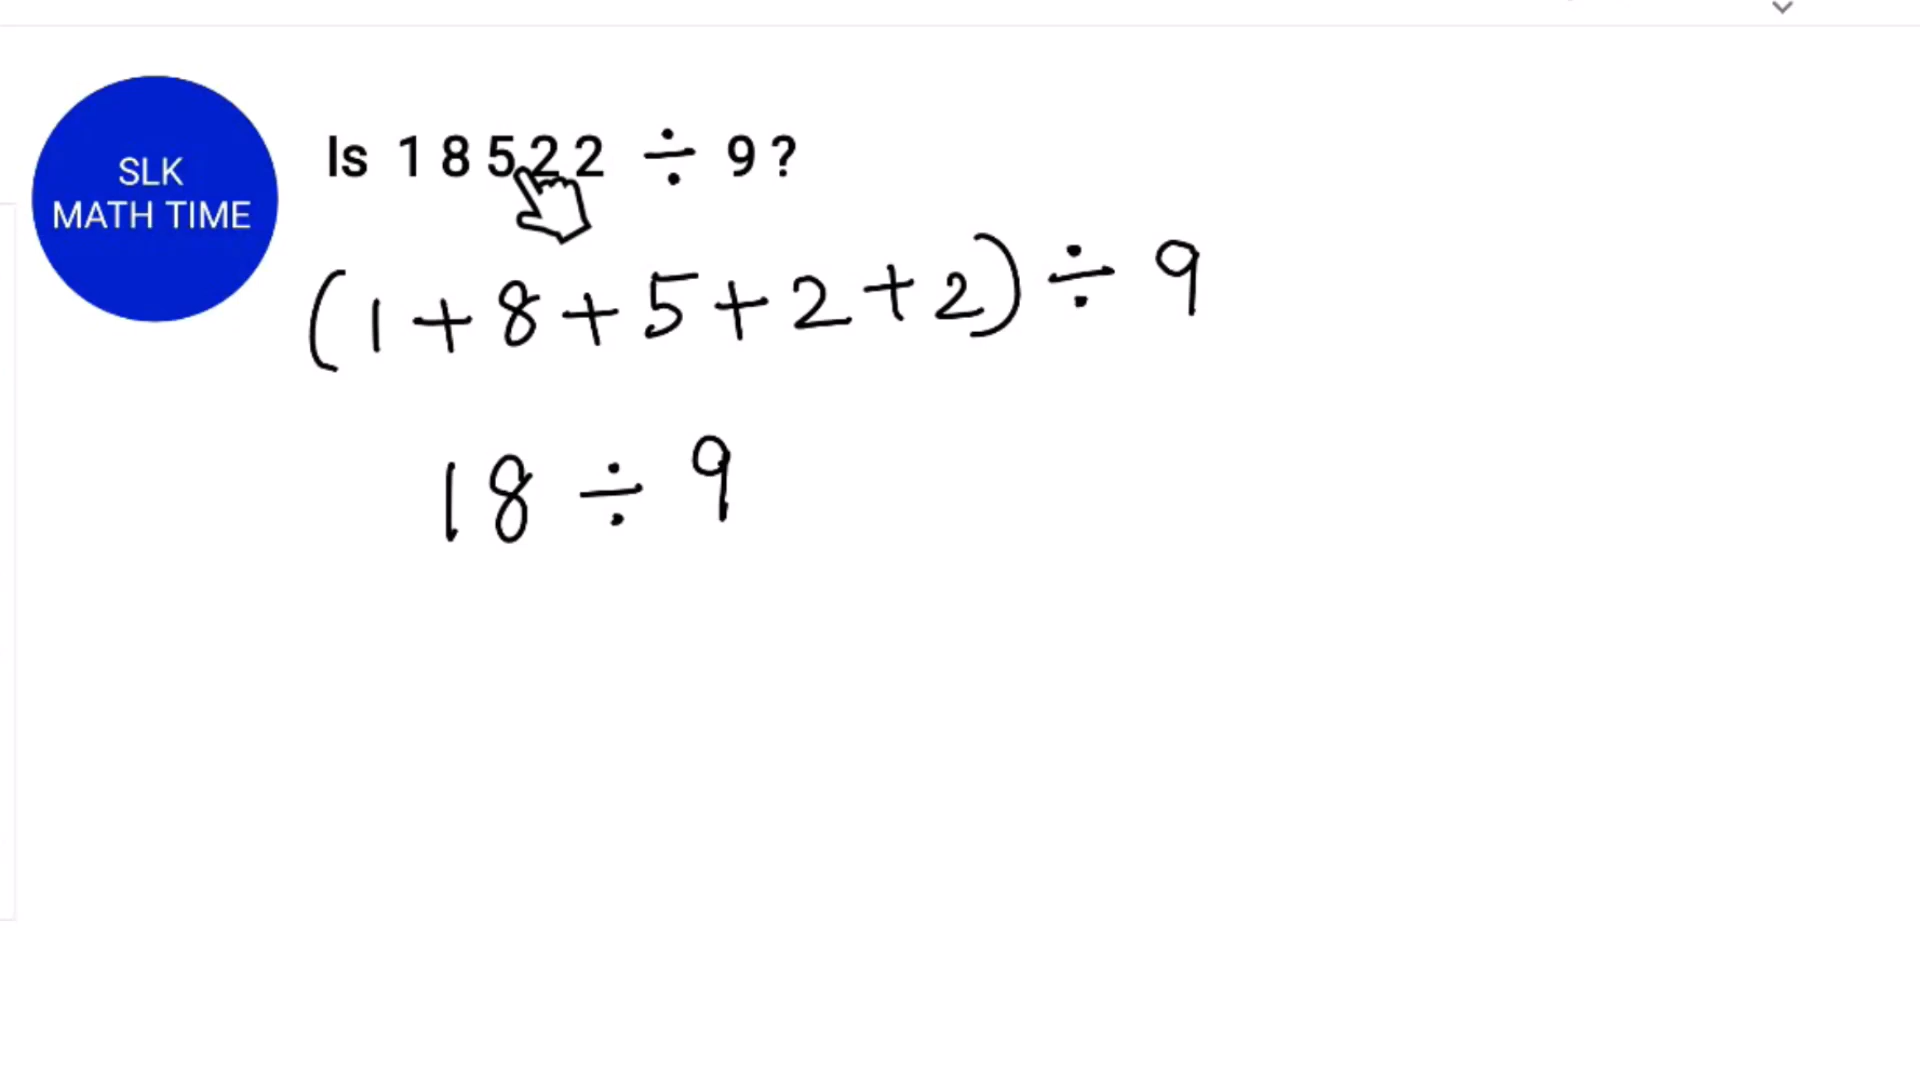 SLK
MATH TIME
Is 18522 ÷ 9?
(1+8+5+2+2) ÷ 9
18 ÷ 9